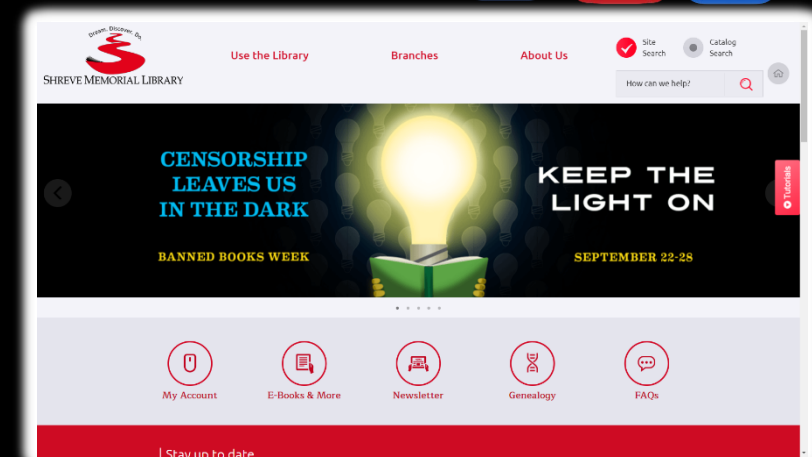 Dream. Discover. Do.
SHREVE MEMORIAL LIBRARY
Use the Library
Branches
About Us
Site Search
Catalog Search
How can we help?
CENSORSHIP
LEAVES US
IN THE DARK
BANNED BOOKS WEEK
KEEP THE
LIGHT ON
SEPTEMBER 22-28
Tutorials
My Account
E-Books & More
Newsletter
Genealogy
FAQs
Stay up to date